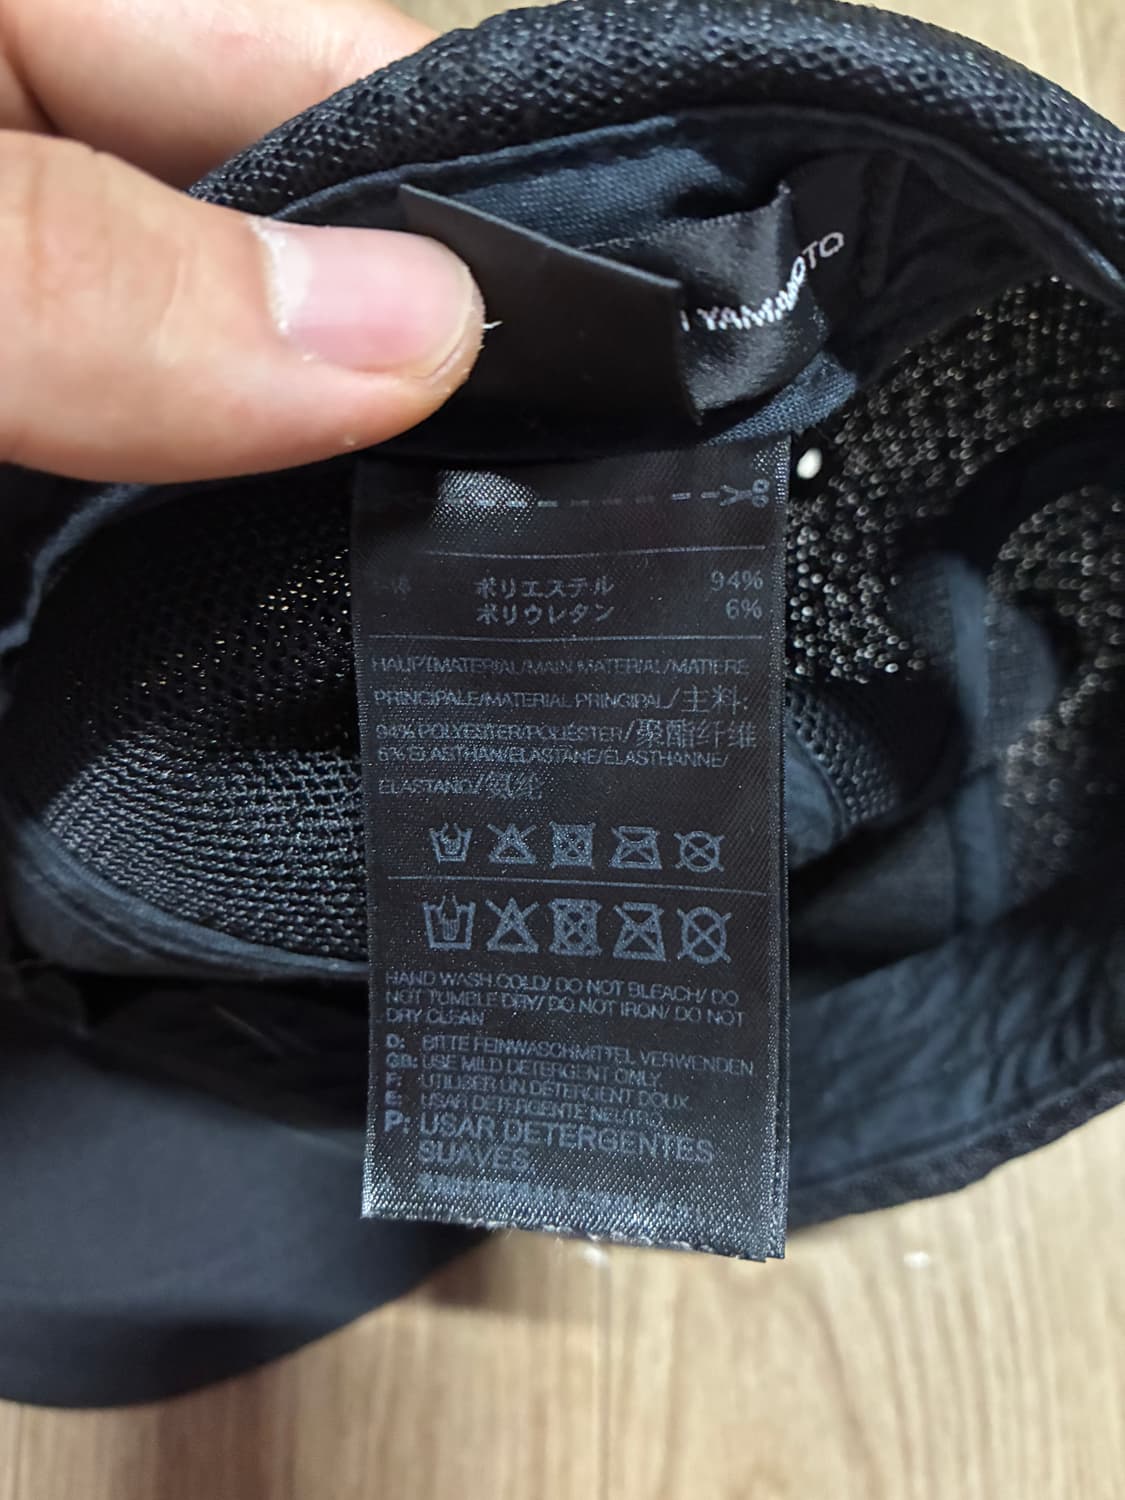 YAMAMOTO
ポリエステル 94%
ポリウレタン 6%
HAUPTMATERIAL/MAIN MATERIAL/MATIERE
PRINCIPALE/MATERIAL PRINCIPAL/主料:
94% POLYESTER/POLIÉSTER/聚酯纤维
6% ELASTHAN/ELASTANE/ELASTHANNE/
ELASTANO/氨纶
HAND WASH COLD/ DO NOT BLEACH/ DO
NOT TUMBLE DRY/ DO NOT IRON/ DO NOT
DRY CLEAN
D: BITTE FEINWASCHMITTEL VERWENDEN
GB: USE MILD DETERGENT ONLY.
F: UTILISER UN DÉTERGENT DOUX.
E: USAR DETERGENTE NEUTRO.
P: USAR DETERGENTES
SUAVES.